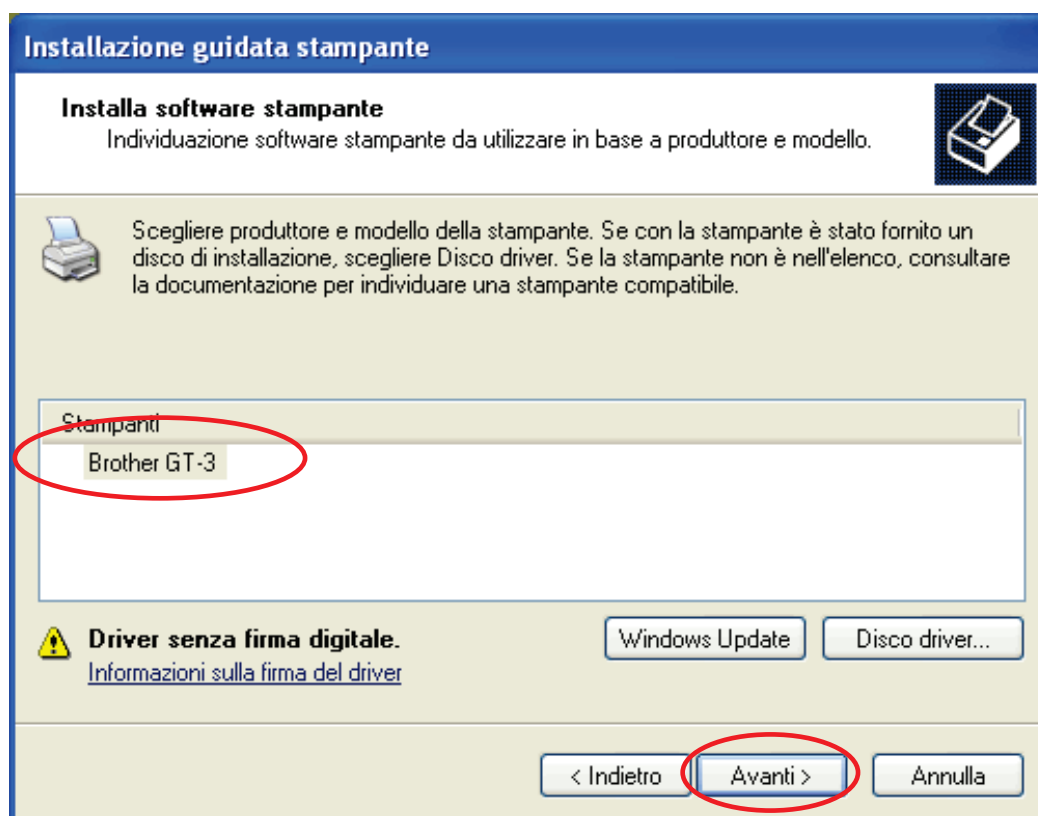 Installazione guidata stampante
Installa software stampante
Individuazione software stampante da utilizzare in base a produttore e modello.
Scegliere produttore e modello della stampante. Se con la stampante è stato fornito un
disco di installazione, scegliere Disco driver. Se la stampante non è nell'elenco, consultare
la documentazione per individuare una stampante compatibile.
Stampanti
Brother GT-3
Driver senza firma digitale.
Informazioni sulla firma del driver
Windows Update
Disco driver...
< Indietro
Avanti >
Annulla